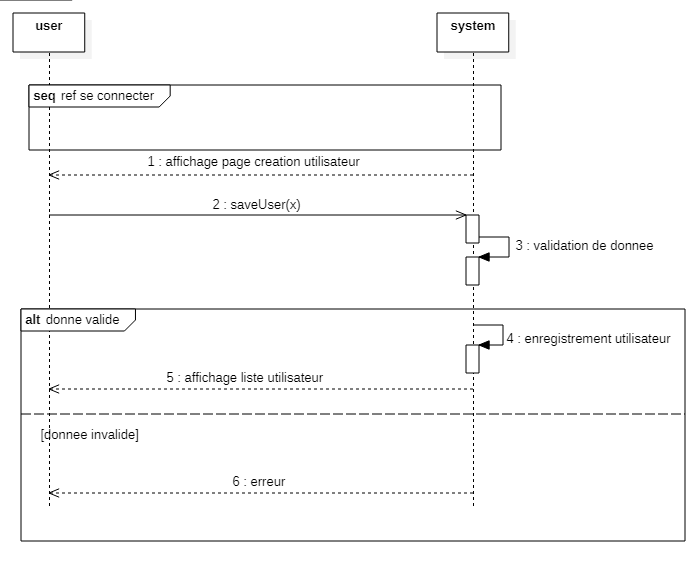 user
system
seq ref se connecter
1 : affichage page creation utilisateur
2 : saveUser(x)
3 : validation de donnee
alt donne valide
4 : enregistrement utilisateur
5 : affichage liste utilisateur
[donnee invalide]
6 : erreur